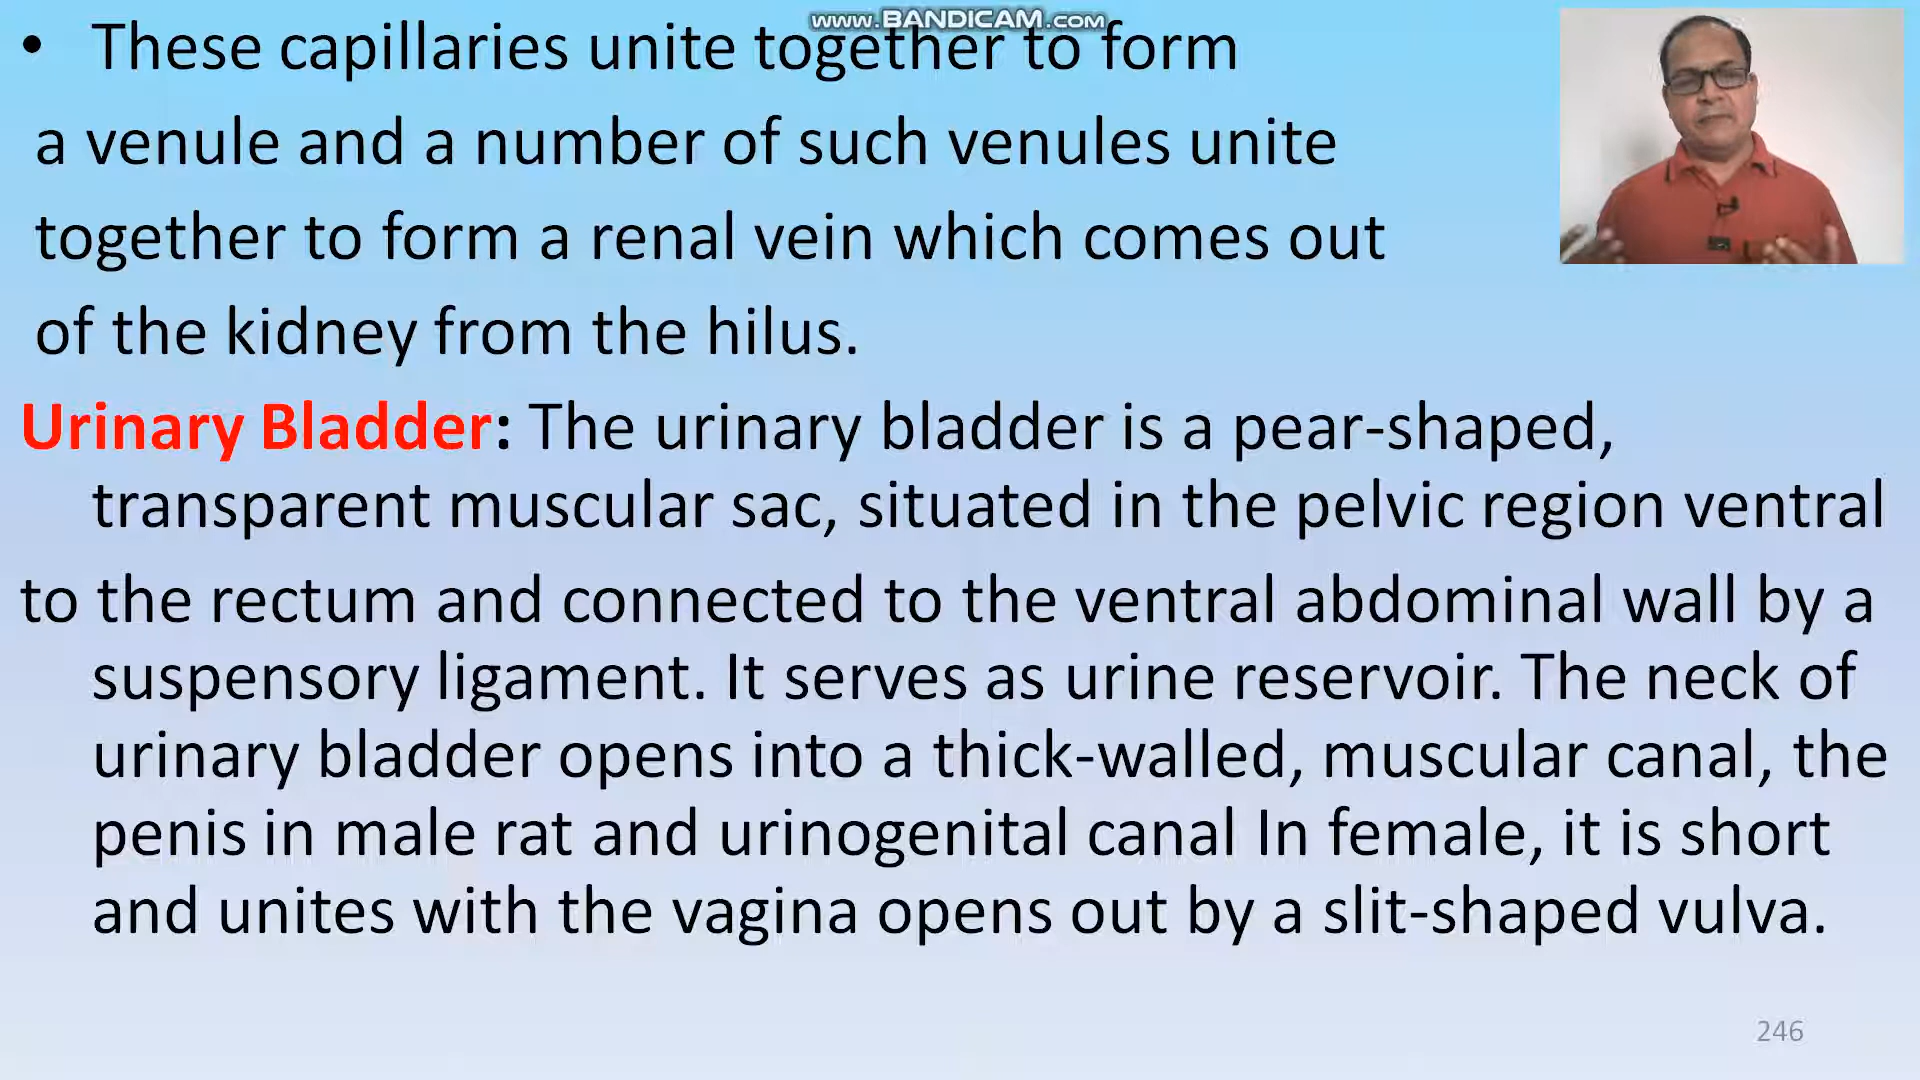 www.BANDICAM.com
• These capillaries unite together to form
a venule and a number of such venules unite
together to form a renal vein which comes out
of the kidney from the hilus.
Urinary Bladder: The urinary bladder is a pear-shaped,
transparent muscular sac, situated in the pelvic region ventral
to the rectum and connected to the ventral abdominal wall by a
suspensory ligament. It serves as urine reservoir. The neck of
urinary bladder opens into a thick-walled, muscular canal, the
penis in male rat and urinogenital canal In female, it is short
and unites with the vagina opens out by a slit-shaped vulva.
246